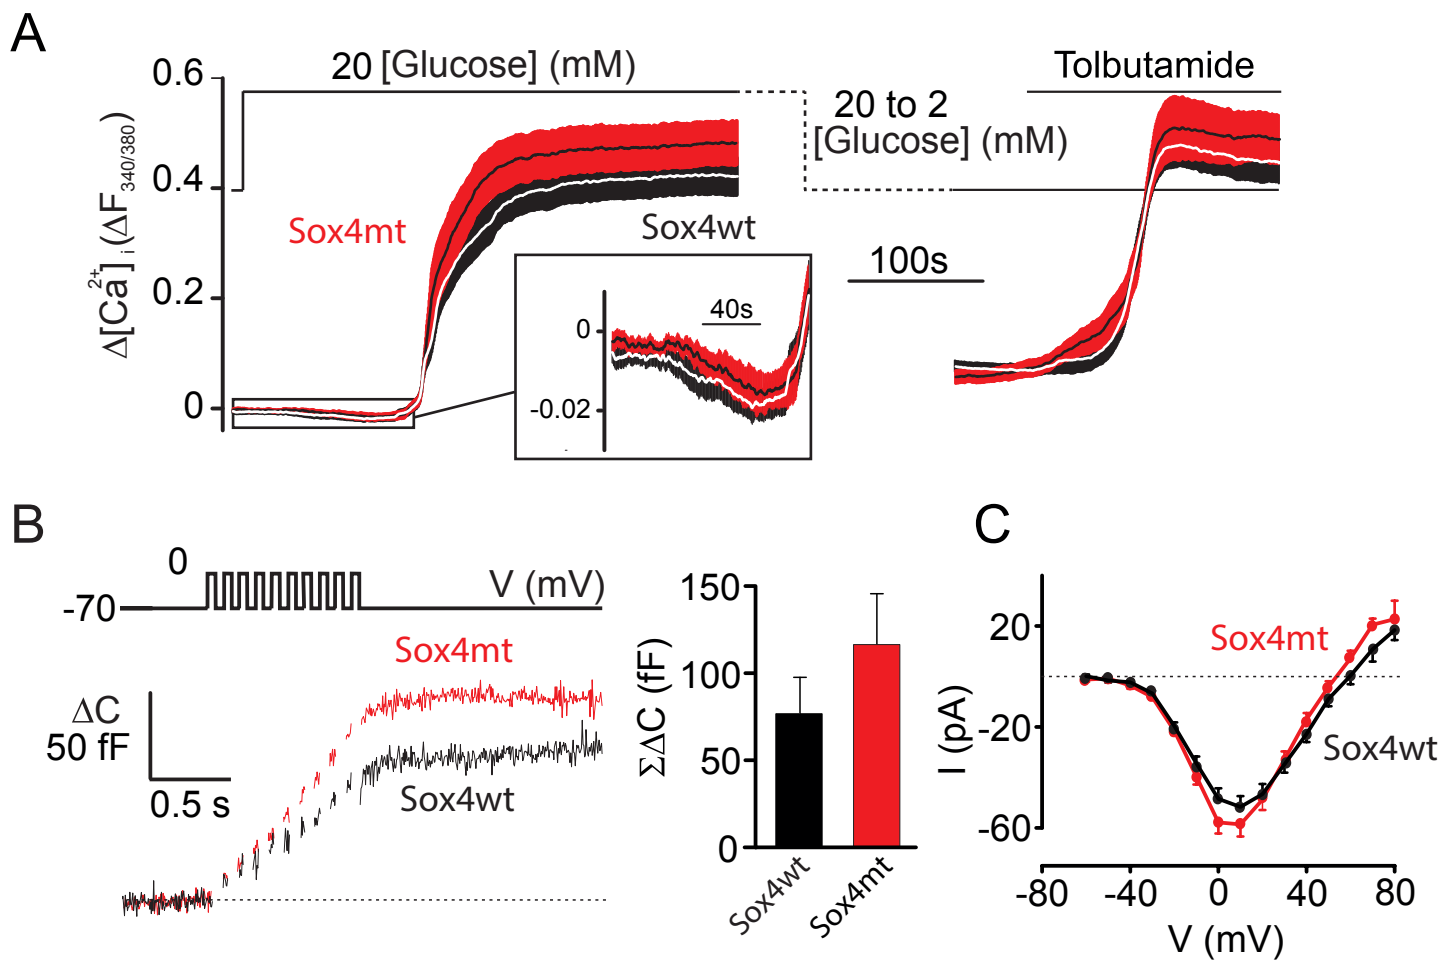 A
20 [Glucose] (mM)
Tolbutamide
0.6
0.4
0.2
0
Δ[Ca2+]i (ΔF340/380)
20 to 2
[Glucose] (mM)
Sox4mt
Sox4wt
100s
40s
0
-0.02
B
0
-70
V (mV)
Sox4mt
ΔC
50 fF
0.5 s
Sox4wt
150
100
50
0
ΣΔC (fF)
Sox4wt
Sox4mt
C
20
-20
-60
I (pA)
Sox4mt
Sox4wt
-80
-40
0
40
80
V (mV)